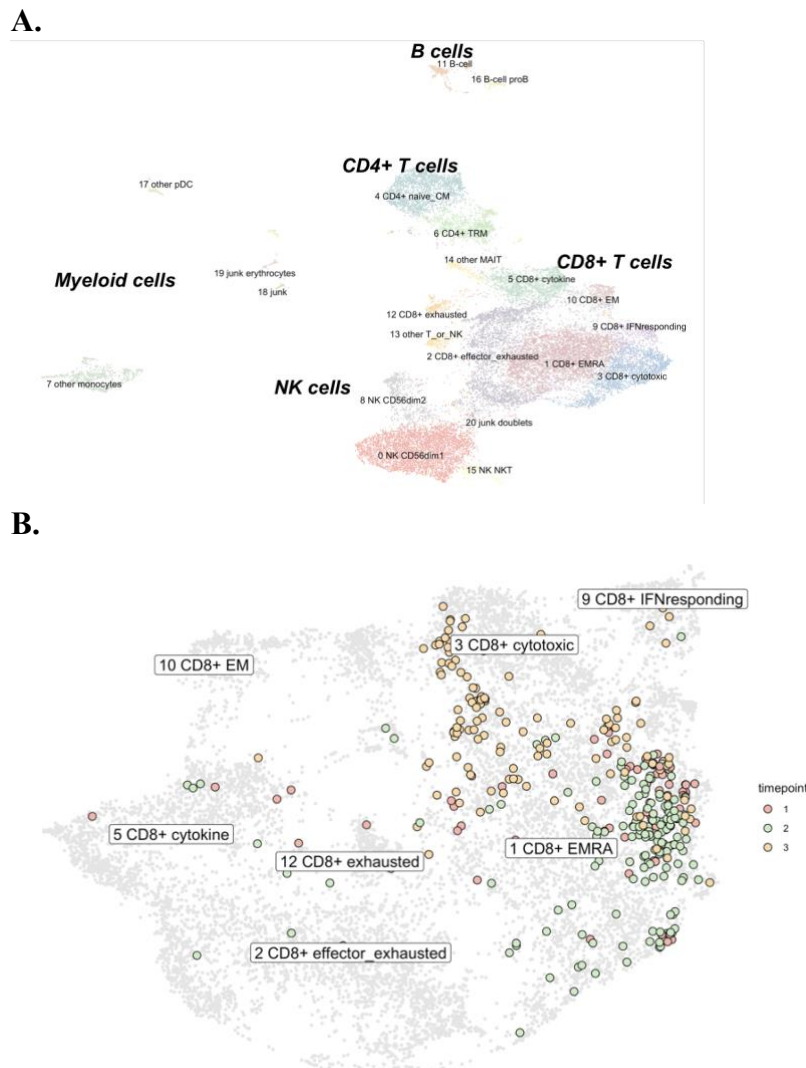 A.
B cells
11 B-cell
16 B-cell proB
CD4+ T cells
17 other pDC
4 CD4+ naive_CM
6 CD4+ TRM
14 other MAIT
CD8+ T cells
19 junk erythrocytes
5 CD8+ cytokine
Myeloid cells
18 junk
10 CD8+ EM
12 CD8+ exhausted
9 CD8+ IFNresponding
13 other T_or_NK
2 CD8+ effector_exhausted
1 CD8+ EMRA
3 CD8+ cytotoxic
7 other monocytes
NK cells
8 NK CD56dim2
20 junk doublets
0 NK CD56dim1
15 NK NKT
B.
9 CD8+ IFNresponding
3 CD8+ cytotoxic
10 CD8+ EM
timepoint
1
2
3
5 CD8+ cytokine
12 CD8+ exhausted
1 CD8+ EMRA
2 CD8+ effector_exhausted